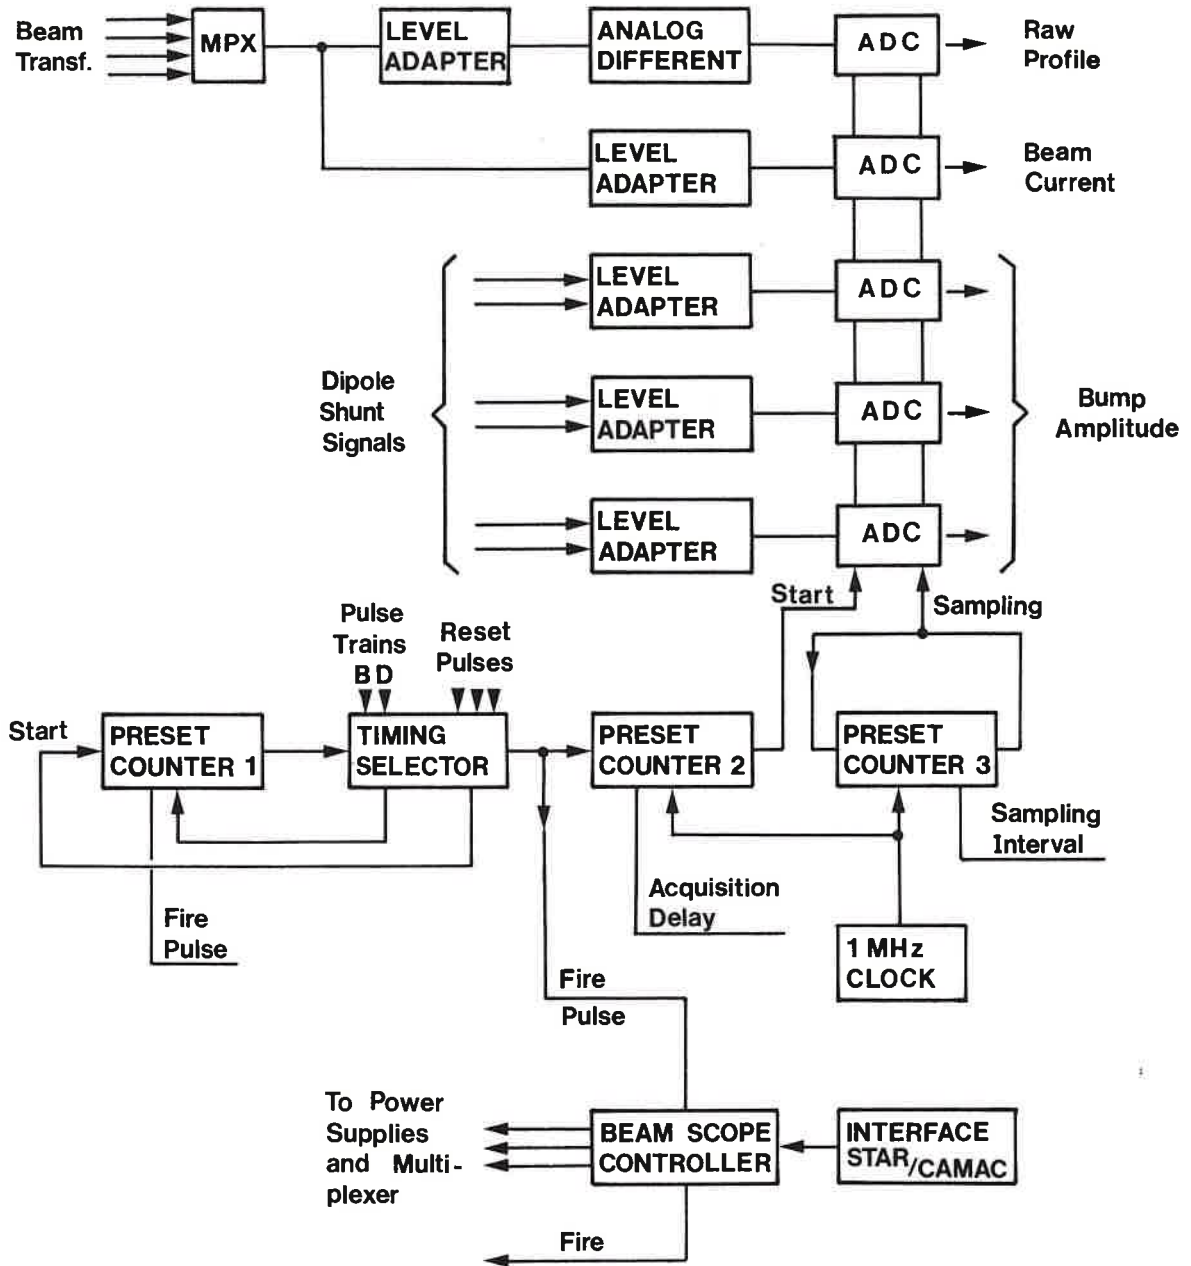 Beam
Transf.
MPX
LEVEL
ADAPTER
ANALOG
DIFFERENT
ADC
Raw
Profile
LEVEL
ADAPTER
ADC
Beam
Current
Dipole
Shunt
Signals
LEVEL
ADAPTER
ADC
LEVEL
ADAPTER
ADC
LEVEL
ADAPTER
ADC
Bump
Amplitude
Start
Sampling
Pulse
Trains
B D
Reset
Pulses
Start
PRESET
COUNTER 1
TIMING
SELECTOR
PRESET
COUNTER 2
PRESET
COUNTER 3
Sampling
Interval
Fire
Pulse
Acquisition
Delay
1 MHz
CLOCK
Fire
Pulse
To Power
Supplies
and Multi-
plexer
BEAM SCOPE
CONTROLLER
INTERFACE
STAR/CAMAC
Fire